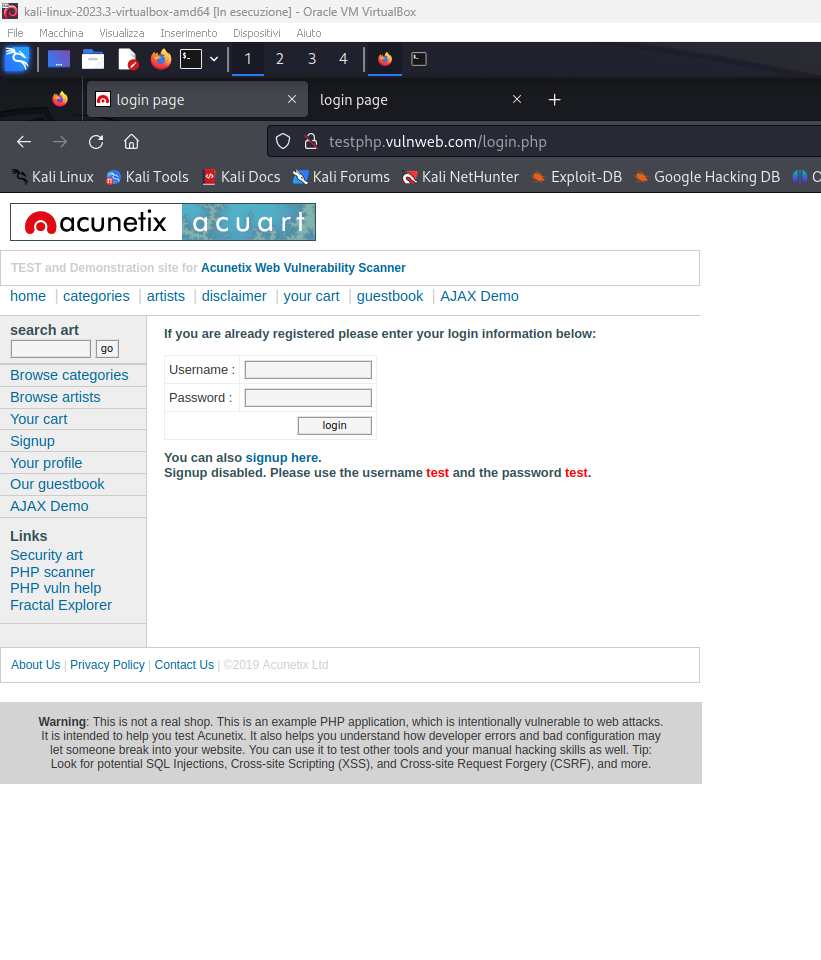 kali-linux-2023.3-virtualbox-amd64 [In esecuzione] - Oracle VM VirtualBox
File Macchina Visualizza Inserimento Dispositivi Aiuto
1 2 3 4
login page login page
testphp.vulnweb.com/login.php
Kali Linux Kali Tools Kali Docs Kali Forums Kali NetHunter Exploit-DB Google Hacking DB O
acunetix acuart
TEST and Demonstration site for Acunetix Web Vulnerability Scanner
home | categories | artists | disclaimer | your cart | guestbook | AJAX Demo
search art
go
Browse categories
Browse artists
Your cart
Signup
Your profile
Our guestbook
AJAX Demo
Links
Security art
PHP scanner
PHP vuln help
Fractal Explorer
If you are already registered please enter your login information below:
Username :
Password :
login
You can also signup here.
Signup disabled. Please use the username test and the password test.
About Us | Privacy Policy | Contact Us | ©2019 Acunetix Ltd
Warning: This is not a real shop. This is an example PHP application, which is intentionally vulnerable to web attacks.
It is intended to help you test Acunetix. It also helps you understand how developer errors and bad configuration may
let someone break into your website. You can use it to test other tools and your manual hacking skills as well. Tip:
Look for potential SQL Injections, Cross-site Scripting (XSS), and Cross-site Request Forgery (CSRF), and more.